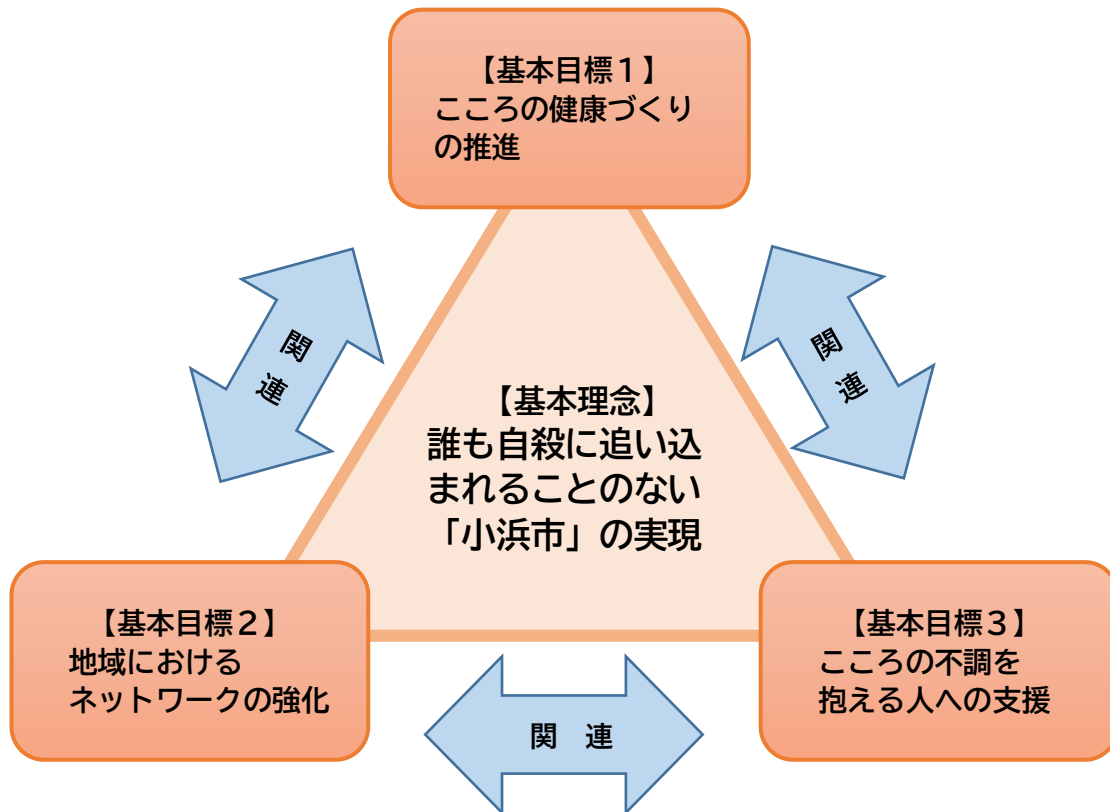 【基本目標１】
こころの健康づくり
の推進
関
連
関
連
【基本理念】
誰も自殺に追い込
まれることのない
「小浜市」の実現
【基本目標２】
地域における
ネットワークの強化
【基本目標３】
こころの不調を
抱える人への支援
関　連